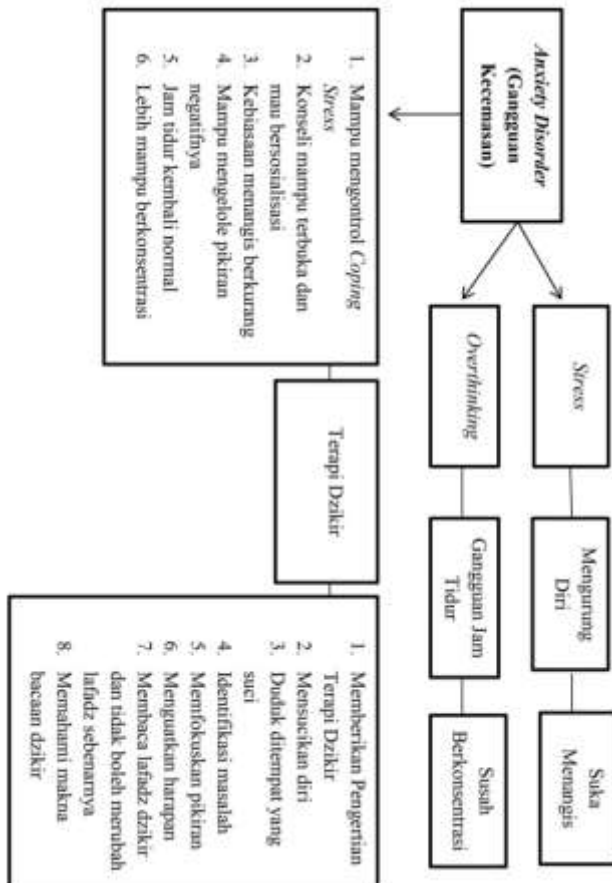 Anxiety Disorder
(Gangguan
Kecemasan)
Stress
Mengurung
Diri
Suka
Menangis
Overthinking
Gangguan Jam
Tidur
Susah
Berkonsentrasi
1. Mampu mengontrol Coping
Stress
2. Konseli mampu terbuka dan
mau bersosialisasi
3. Kebiasaan menangis berkurang
4. Mampu mengelole pikiran
negatifnya
5. Jam tidur kembali normal
6. Lebih mampu berkonsentrasi
Terapi Dzikir
1. Memberikan Pengertian
Terapi Dzikir
2. Mensucikan diri
3. Duduk ditempat yang
suci
4. Identifikasi masalah
5. Memfokuskan pikiran
6. Menguatkan harapan
7. Membaca lafadz dzikir
dan tidak boleh merubah
lafadz sebenarnya
8. Memahami makna
bacaan dzikir